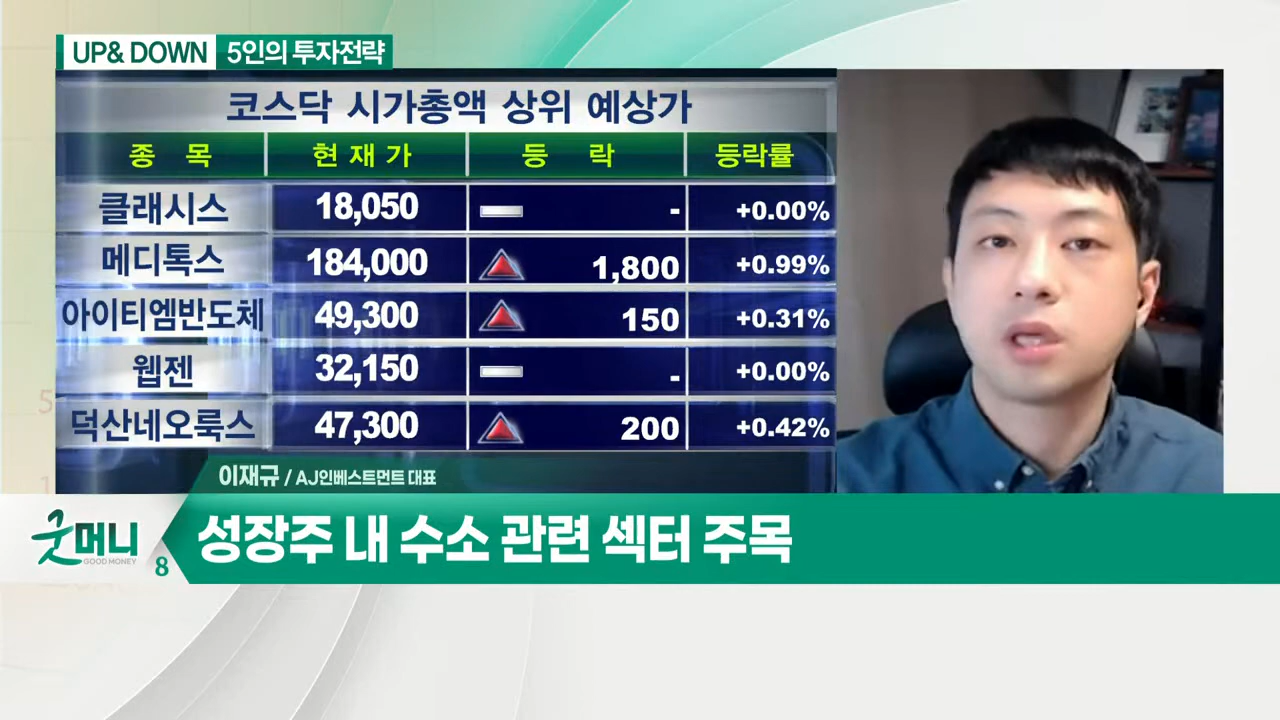 UP& DOWN 5인의 투자전략
코스닥 시가총액 상위 예상가
종 목 현 재 가 등 락 등락률
클래시스 18,050 - +0.00%
메디톡스 184,000 1,800 +0.99%
아이티엠반도체 49,300 150 +0.31%
웹젠 32,150 - +0.00%
덕산네오룩스 47,300 200 +0.42%
이재규 / AJ인베스트먼트 대표
굿머니
GOOD MONEY
8
성장주 내 수소 관련 섹터 주목